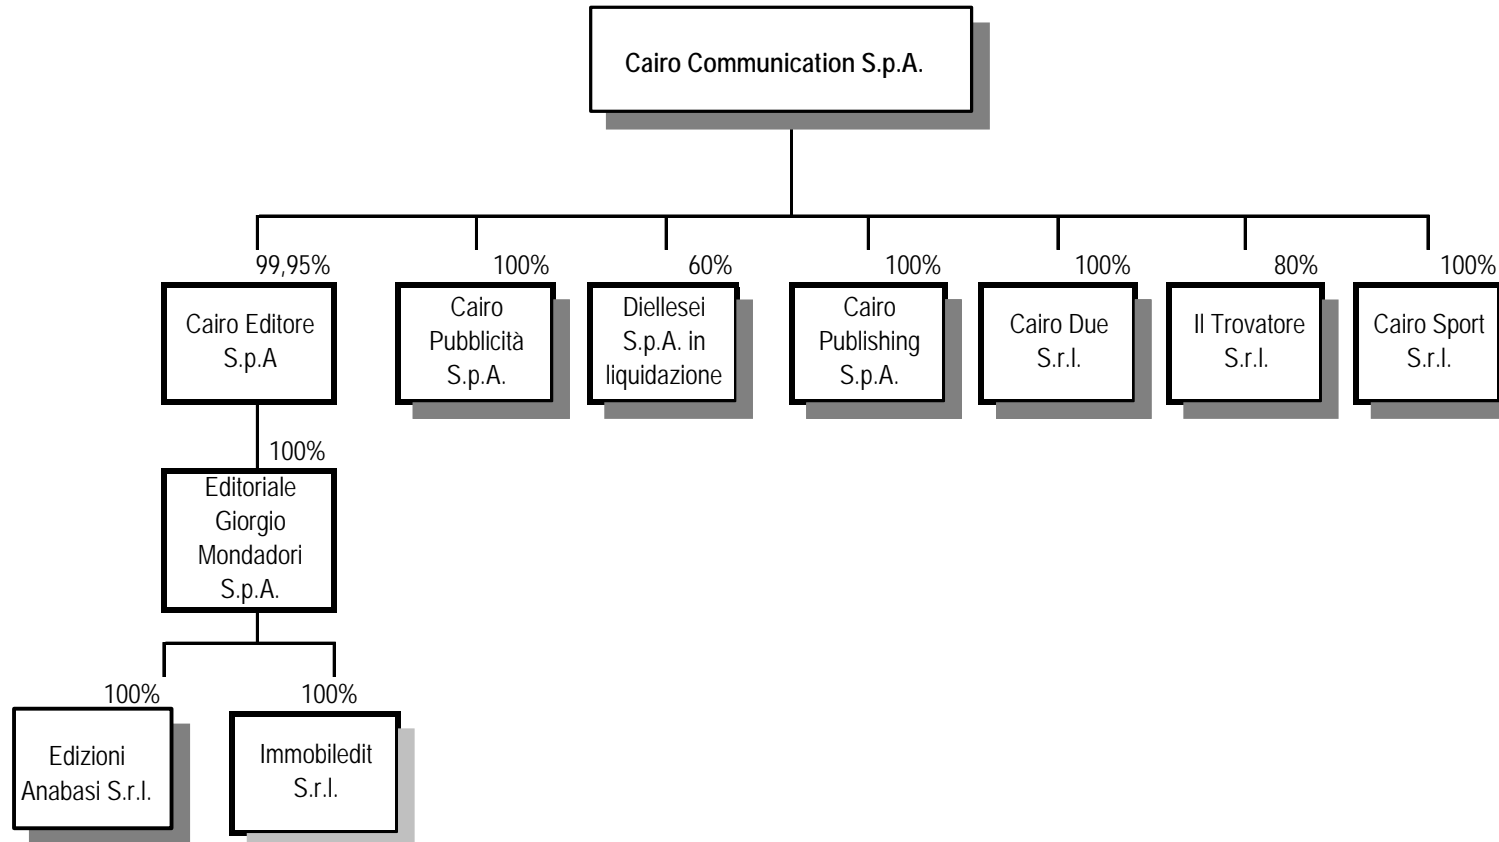 Cairo Communication S.p.A.
99,95%
100%
60%
100%
100%
80%
100%
Cairo Editore
S.p.A
Cairo
Pubblicità
S.p.A.
Diellesei
S.p.A. in
liquidazione
Cairo
Publishing
S.p.A.
Cairo Due
S.r.l.
Il Trovatore
S.r.l.
Cairo Sport
S.r.l.
100%
Editoriale
Giorgio
Mondadori
S.p.A.
100%
100%
Edizioni
Anabasi S.r.l.
Immobiledit
S.r.l.